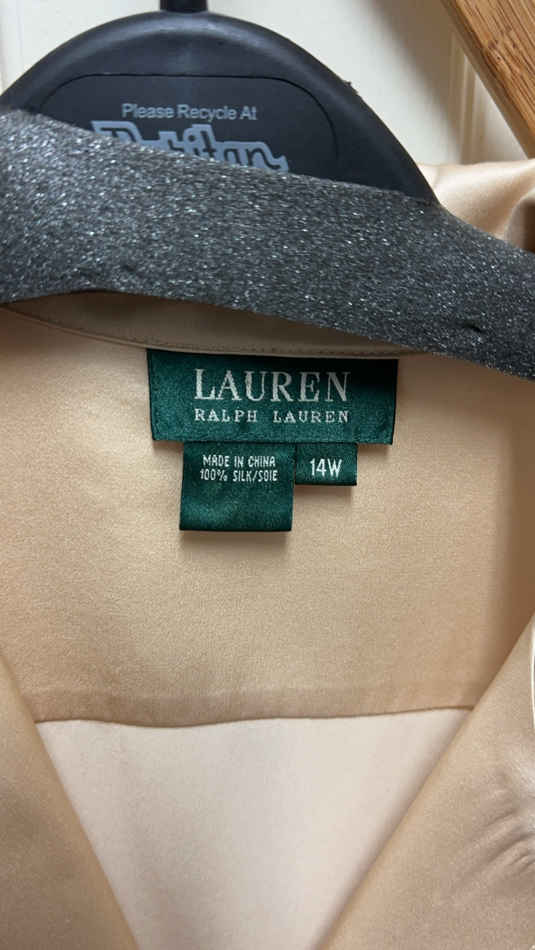 Please Recycle At
LAUREN
RALPH LAUREN
MADE IN CHINA
100% SILK/SOIE
14W